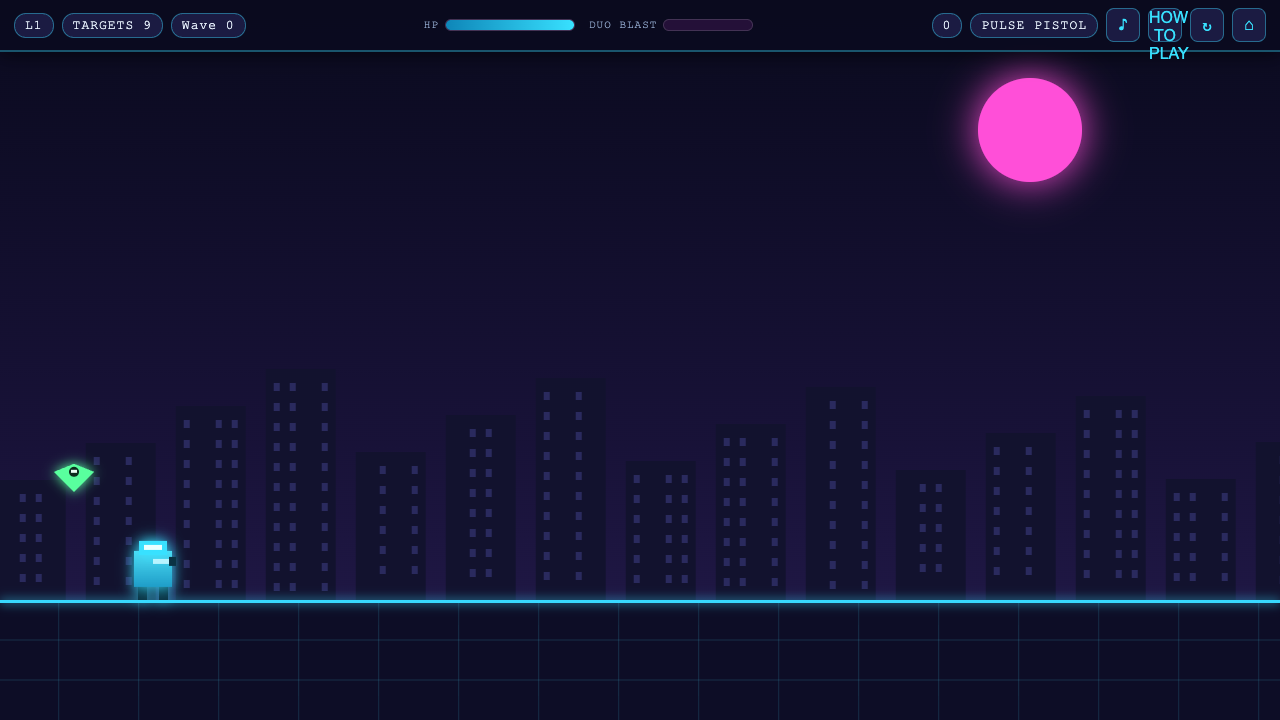 L1 TARGETS 9 Wave 0 HP DUO BLAST 0 PULSE PISTOL ♪ HOW ↻ ⌂
TO
PLAY